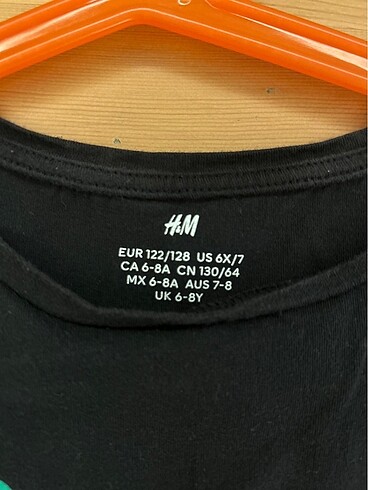 H&M
EUR 122/128 US 6X/7
CA 6-8A CN 130/64
MX 6-8A AUS 7-8
UK 6-8Y